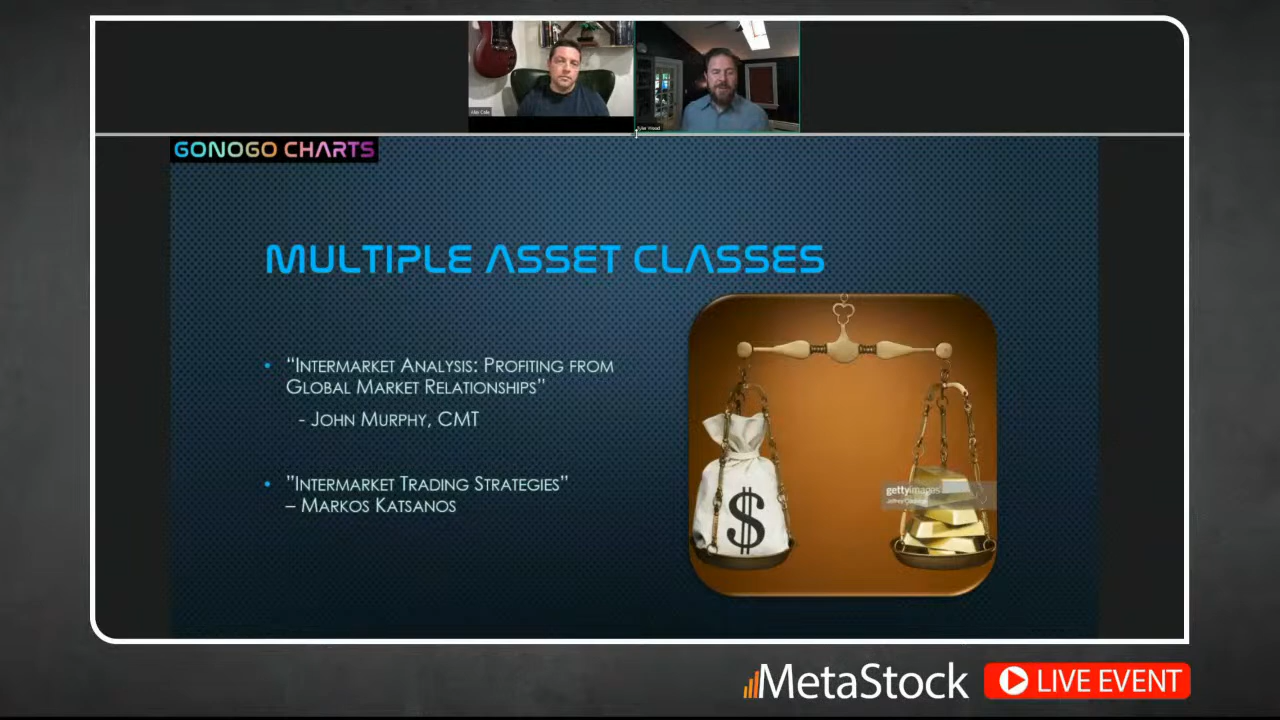 GONOGO CHARTS
MULTIPLE ASSET CLASSES
• “INTERMARKET ANALYSIS: PROFITING FROM
GLOBAL MARKET RELATIONSHIPS”
- JOHN MURPHY, CMT
• ”INTERMARKET TRADING STRATEGIES”
– MARKOS KATSANOS
$
gettyimages
MetaStock
LIVE EVENT